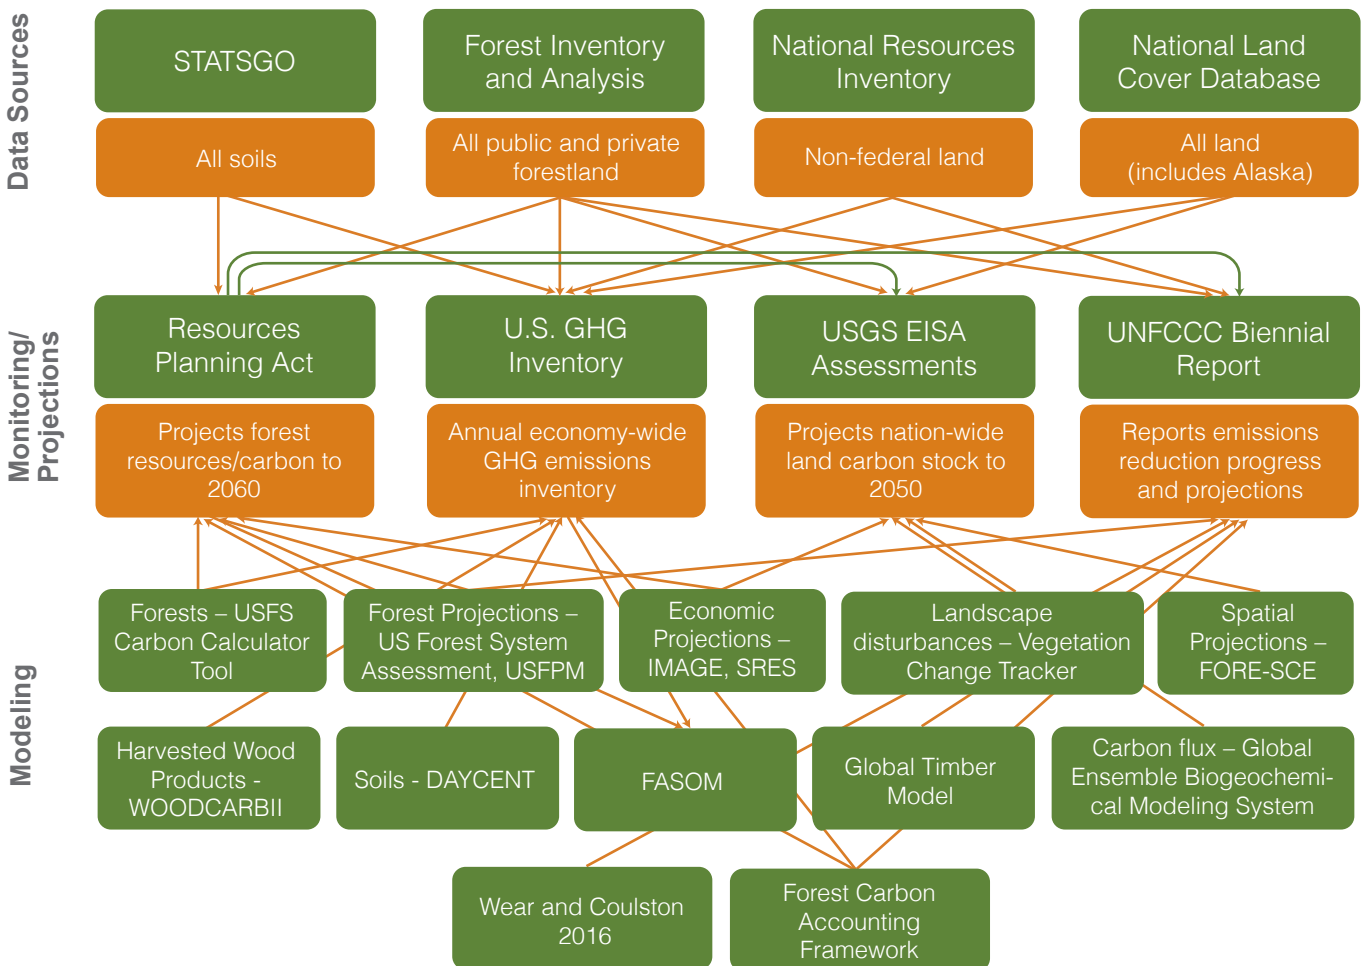 Data Sources
STATSGO
Forest Inventory
and Analysis
National Resources
Inventory
National Land
Cover Database
All soils
All public and private
forestland
Non-federal land
All land
(includes Alaska)
Monitoring/
Projections
Resources
Planning Act
U.S. GHG
Inventory
USGS EISA
Assessments
UNFCCC Biennial
Report
Projects forest
resources/carbon to
2060
Annual economy-wide
GHG emissions
inventory
Projects nation-wide
land carbon stock to
2050
Reports emissions
reduction progress
and projections
Modeling
Forests – USFS
Carbon Calculator
Tool
Forest Projections –
US Forest System
Assessment, USFPM
Economic
Projections –
IMAGE, SRES
Landscape
disturbances – Vegetation
Change Tracker
Spatial
Projections –
FORE-SCE
Harvested Wood
Products -
WOODCARBII
Soils - DAYCENT
FASOM
Global Timber
Model
Carbon flux – Global
Ensemble Biogeochemi-
cal Modeling System
Wear and Coulston
2016
Forest Carbon
Accounting
Framework